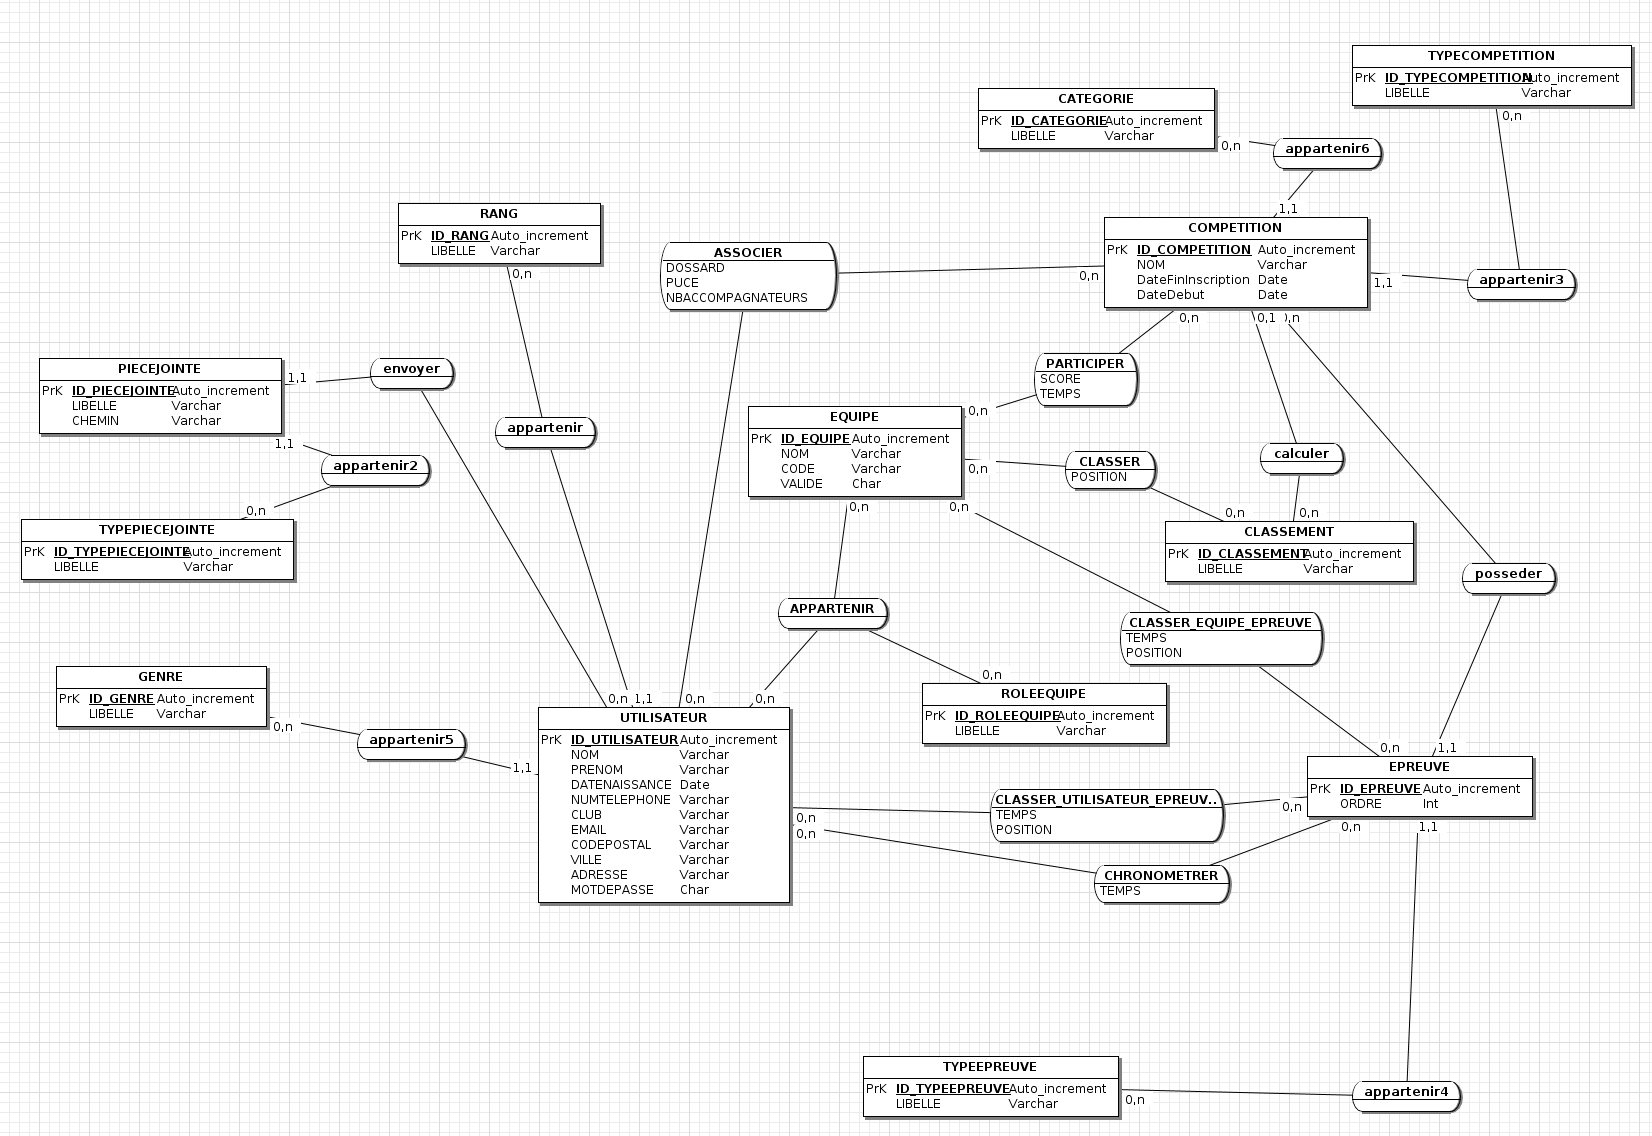 TYPECOMPETITION
PrK ID_TYPECOMPETITION Auto_increment
LIBELLE Varchar
0,n
CATEGORIE
PrK ID_CATEGORIE Auto_increment
LIBELLE Varchar
0,n
appartenir6
1,1
RANG
PrK ID_RANG Auto_increment
LIBELLE Varchar
0,n
ASSOCIER
DOSSARD
PUCE
NBACCOMPAGNATEURS
0,n
COMPETITION
PrK ID_COMPETITION Auto_increment
NOM Varchar
DateFinInscription Date
DateDebut Date
1,1
appartenir3
0,n
0,1
0,n
PIECEJOINTE
PrK ID_PIECEJOINTE Auto_increment
LIBELLE Varchar
CHEMIN Varchar
1,1
envoyer
1,1
appartenir
appartenir2
0,n
TYPEPIECEJOINTE
PrK ID_TYPEPIECEJOINTE Auto_increment
LIBELLE Varchar
PARTICIPER
SCORE
TEMPS
0,n
EQUIPE
PrK ID_EQUIPE Auto_increment
NOM Varchar
CODE Varchar
VALIDE Char
0,n
CLASSER
POSITION
calculer
0,n
0,n
0,n
0,n
CLASSEMENT
PrK ID_CLASSEMENT Auto_increment
LIBELLE Varchar
posseder
APPARTENIR
CLASSER_EQUIPE_EPREUVE
TEMPS
POSITION
GENRE
PrK ID_GENRE Auto_increment
LIBELLE Varchar
0,n
appartenir5
1,1
0,n
1,1
0,n
0,n
0,n
ROLEEQUIPE
PrK ID_ROLEEQUIPE Auto_increment
LIBELLE Varchar
UTILISATEUR
PrK ID_UTILISATEUR Auto_increment
NOM Varchar
PRENOM Varchar
DATENAISSANCE Date
NUMTELEPHONE Varchar
CLUB Varchar
EMAIL Varchar
CODEPOSTAL Varchar
VILLE Varchar
ADRESSE Varchar
MOTDEPASSE Char
0,n
0,n
0,n
1,1
EPREUVE
PrK ID_EPREUVE Auto_increment
ORDRE Int
CLASSER_UTILISATEUR_EPREUV..
TEMPS
POSITION
0,n
0,n
1,1
CHRONOMETRER
TEMPS
TYPEEPREUVE
PrK ID_TYPEEPREUVE Auto_increment
LIBELLE Varchar
0,n
appartenir4